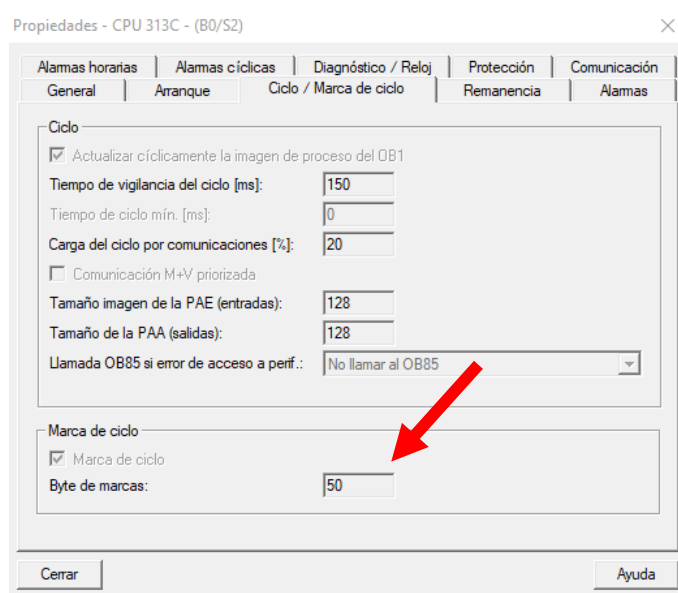 Propiedades - CPU 313C - (B0/S2)
Alarmas horarias Alarmas cíclicas Diagnóstico / Reloj Protección Comunicación
General Arranque Ciclo / Marca de ciclo Remanencia Alarmas
Ciclo
Actualizar cíclicamente la imagen de proceso del OB1
Tiempo de vigilancia del ciclo [ms]: 150
Tiempo de ciclo mín. [ms]: 0
Carga del ciclo por comunicaciones [%]: 20
Comunicación M+V priorizada
Tamaño imagen de la PAE (entradas): 128
Tamaño de la PAA (salidas): 128
Llamada OB85 si error de acceso a perif.: No llamar al OB85
Marca de ciclo
Marca de ciclo
Byte de marcas: 50
Cerrar Ayuda